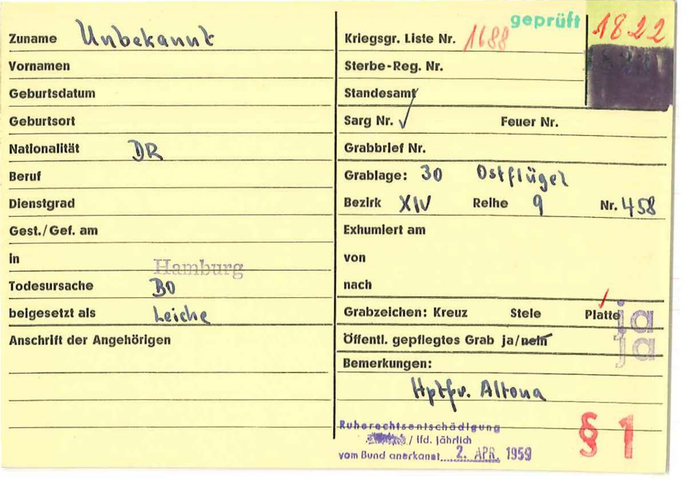 Zuname Unbekannt
Vornamen
Geburtsdatum
Geburtsort
Nationalität DR
Beruf
Dienstgrad
Gest./Gef. am
in Hamburg
Todesursache BO
beigesetzt als Leiche
Anschrift der Angehörigen
geprüft 1822
Kriegsgr. Liste Nr. 1688
Sterbe-Reg. Nr.
Standesamt
Sarg Nr. Feuer Nr.
Grabbrief Nr.
Grablage: 30 Ostflügel
Bezirk XIV Reihe 9 Nr. 458
Exhumiert am
von
nach
Grabzeichen: Kreuz Stele Platte ja
Öffentl. gepflegtes Grab ja/nein ja
Bemerkungen:
Hptfr. Altona
Ruherechtsentschädigung
/ lfd. jährlich
vom Bund anerkannt 2. APR. 1959
§ 1